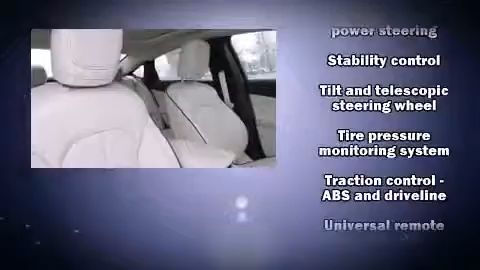 power steering
Stability control
Tilt and telescopic
steering wheel
Tire pressure
monitoring system
Traction control -
ABS and driveline
Universal remote